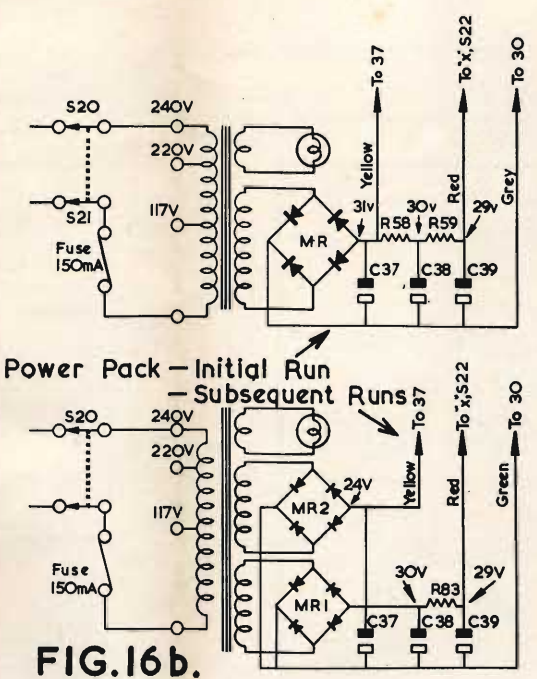 To 37
To 'x', S22
To 30
S20
240V
220V
Yellow
Red
Grey
31v
30v
29v
R58
R59
S21
117V
M·R
Fuse
150mA
C37
C38
C39
Power Pack – Initial Run
– Subsequent Runs
To 37
To 'x', S22
To 30
S20
240V
220V
24V
Yellow
Red
Green
MR2
117V
30V
29V
Fuse
150mA
R83
MR1
C37
C38
C39
FIG.16b.